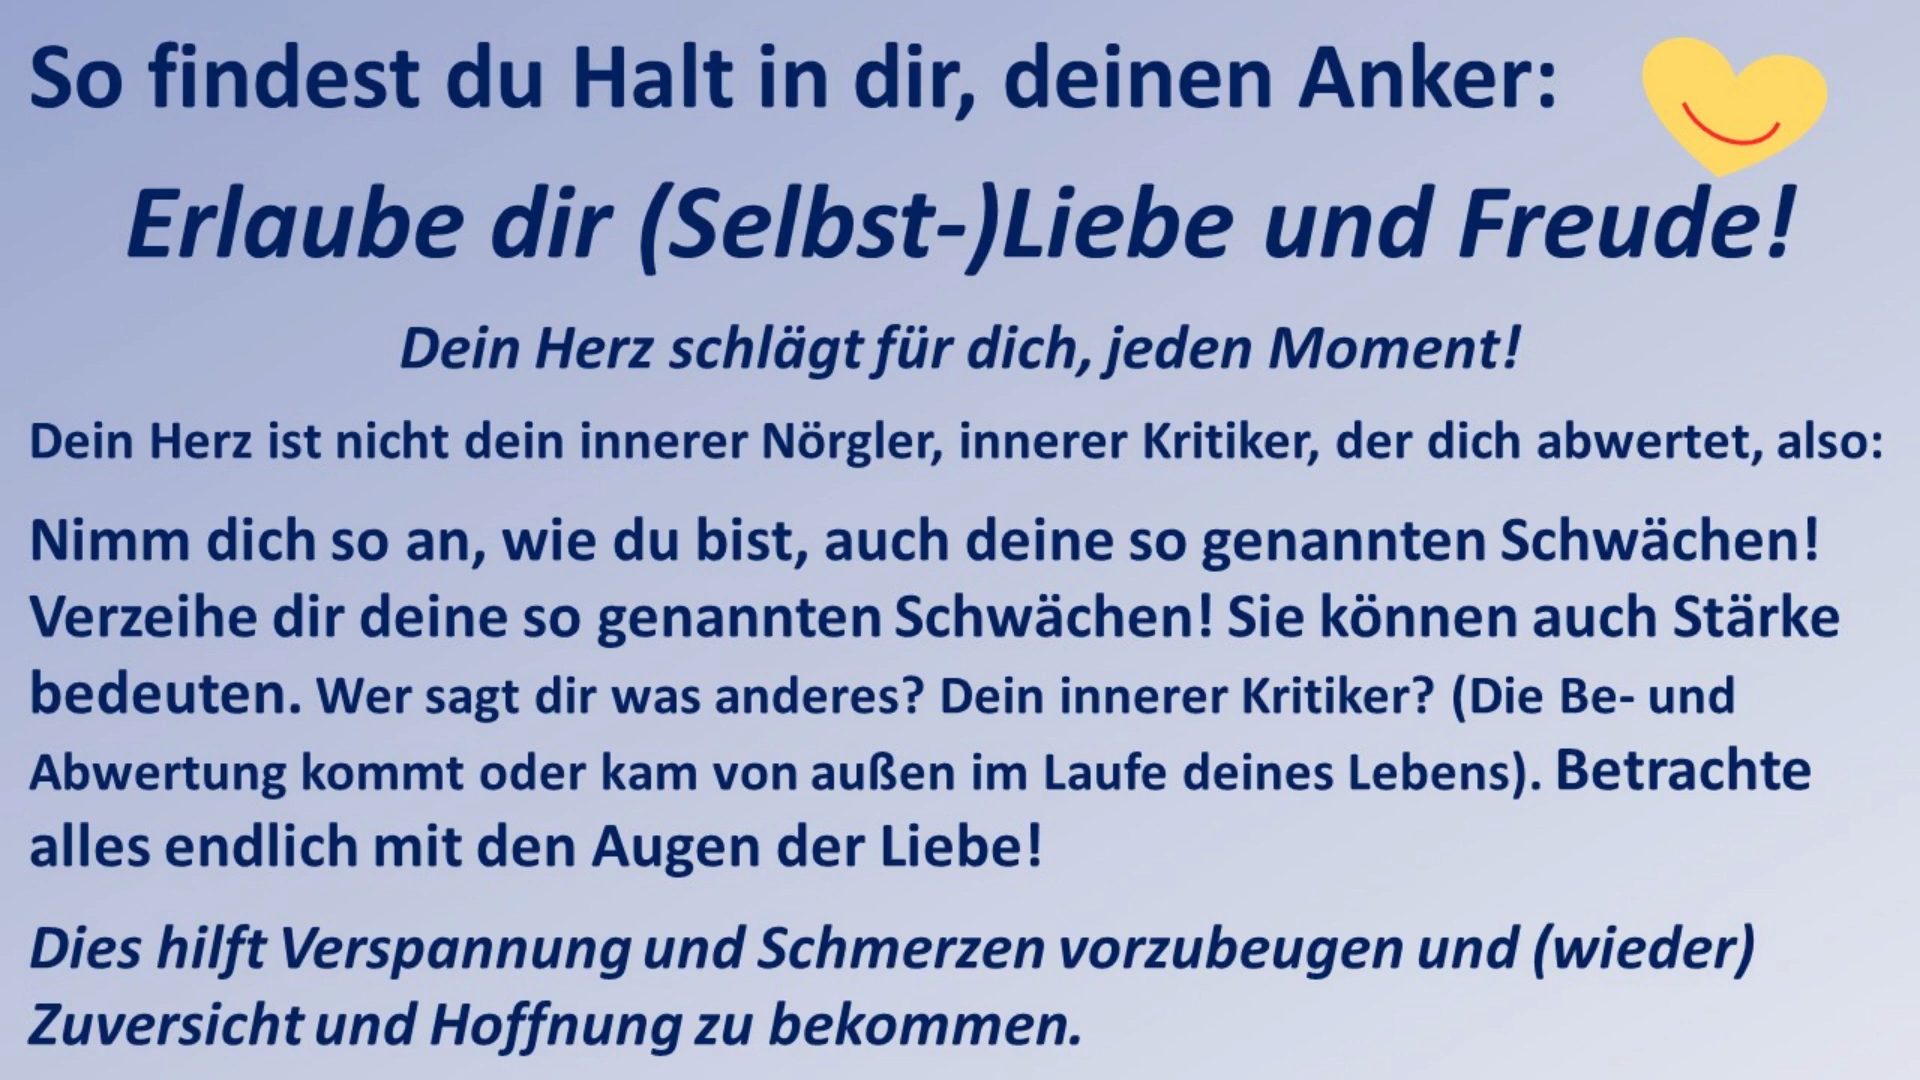 So findest du Halt in dir, deinen Anker:
Erlaube dir (Selbst-)Liebe und Freude!
Dein Herz schlägt für dich, jeden Moment!
Dein Herz ist nicht dein innerer Nörgler, innerer Kritiker, der dich abwertet, also:
Nimm dich so an, wie du bist, auch deine so genannten Schwächen!
Verzeihe dir deine so genannten Schwächen! Sie können auch Stärke
bedeuten. Wer sagt dir was anderes? Dein innerer Kritiker? (Die Be- und
Abwertung kommt oder kam von außen im Laufe deines Lebens). Betrachte
alles endlich mit den Augen der Liebe!
Dies hilft Verspannung und Schmerzen vorzubeugen und (wieder)
Zuversicht und Hoffnung zu bekommen.